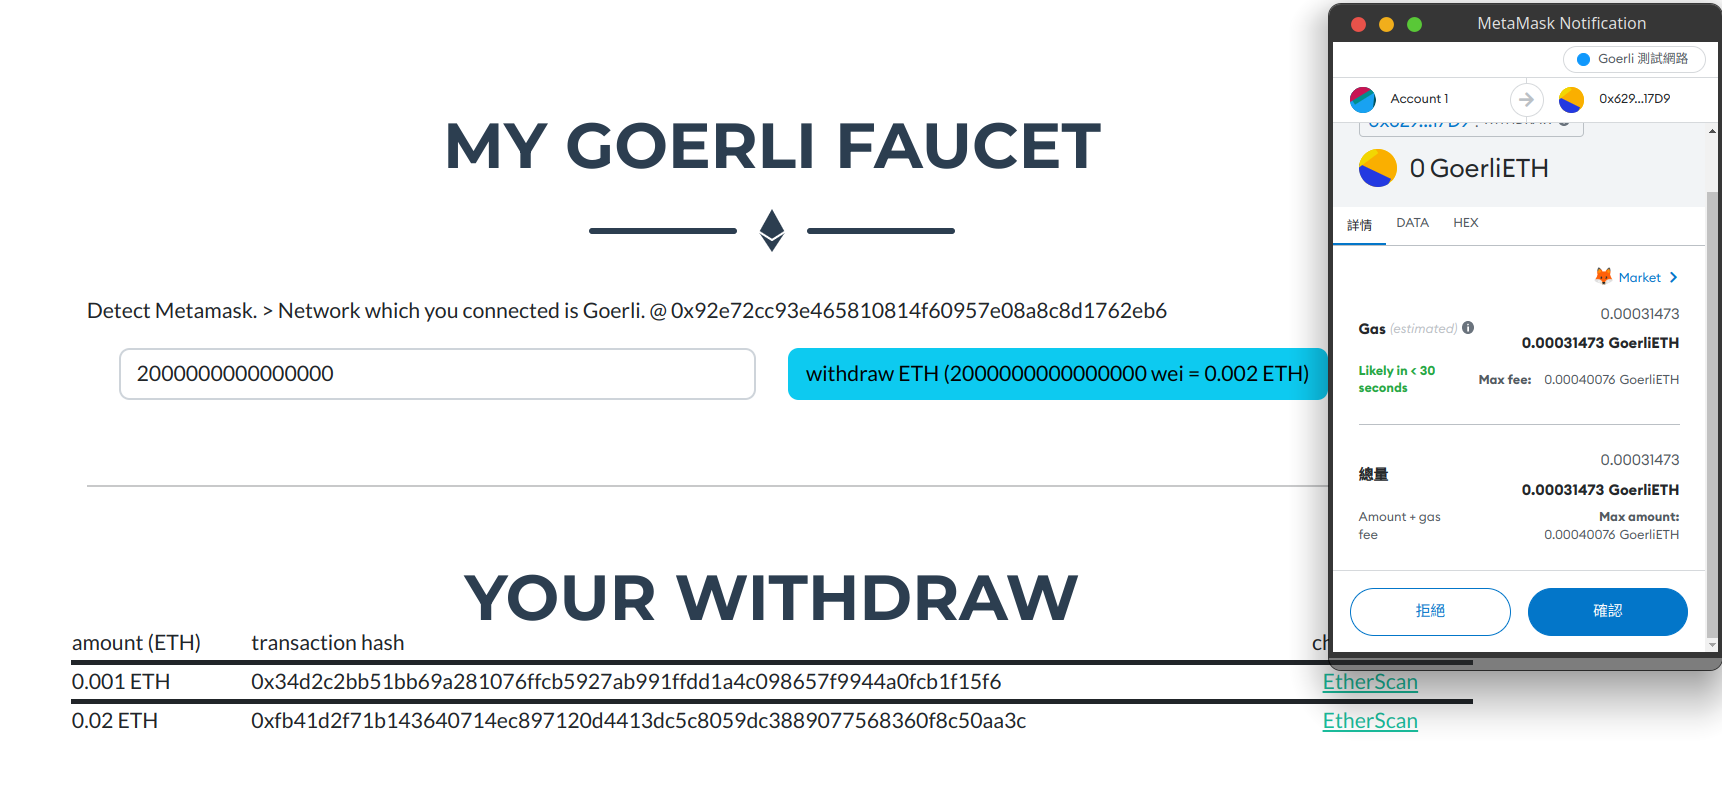 MY GOERLI FAUCET
Detect Metamask. > Network which you connected is Goerli. @ 0x92e72cc93e465810814f60957e08a8c8d1762eb6
2000000000000000
withdraw ETH (2000000000000000 wei = 0.002 ETH)
YOUR WITHDRAW
amount (ETH) transaction hash
0.001 ETH 0x34d2c2bb51bb69a281076ffcb5927ab991ffdd1a4c098657f9944a0fcb1f15f6 EtherScan
0.02 ETH 0xfb41d2f71b143640714ec897120d4413dc5c8059dc3889077568360f8c50aa3c EtherScan
MetaMask Notification
Goerli 測試網路
Account 1 0x629...17D9
0x629...17D9 :
0 GoerliETH
詳情 DATA HEX
Market
0.00031473
Gas (estimated)
0.00031473 GoerliETH
Likely in < 30
seconds
Max fee: 0.00040076 GoerliETH
0.00031473
總量
0.00031473 GoerliETH
Amount + gas
fee
Max amount:
0.00040076 GoerliETH
拒絕 確認